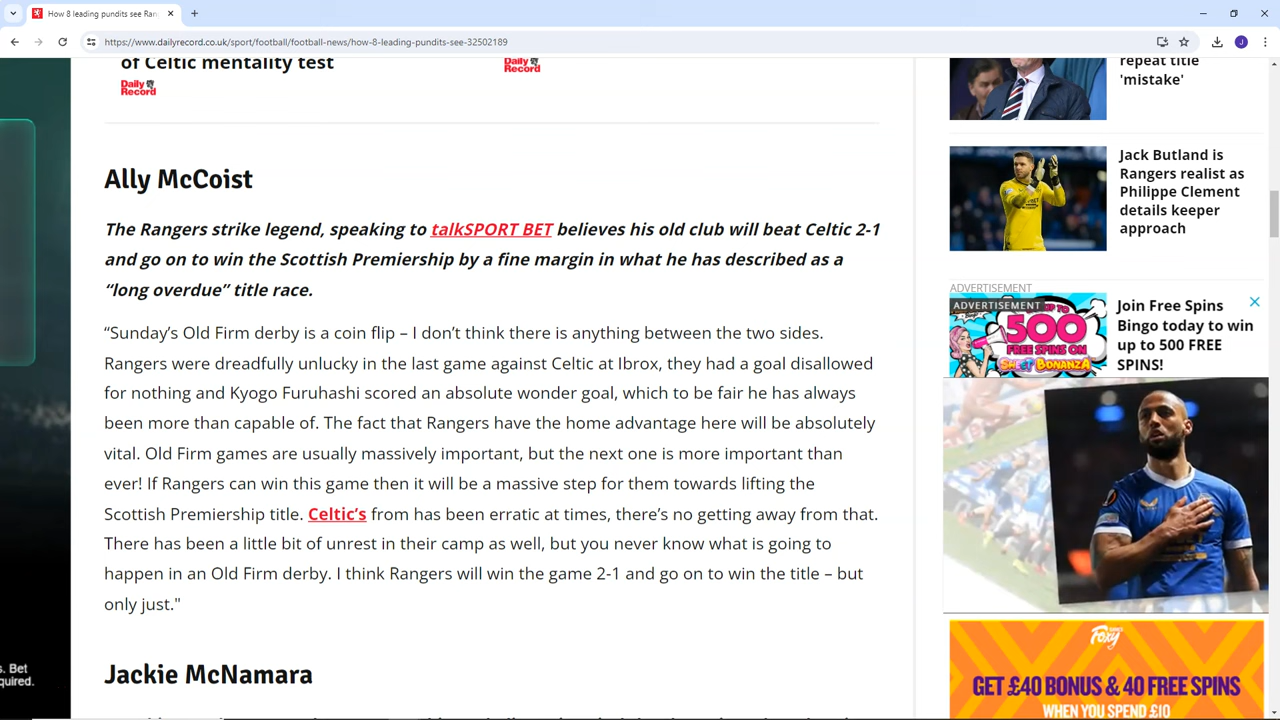 How 8 leading pundits see Ran
https://www.dailyrecord.co.uk/sport/football/football-news/how-8-leading-pundits-see-32502189
J
of Celtic mentality test
Daily
Record
Daily
Record
Ally McCoist
The Rangers strike legend, speaking to talkSPORT BET believes his old club will beat Celtic 2-1
and go on to win the Scottish Premiership by a fine margin in what he has described as a
“long overdue” title race.
“Sunday’s Old Firm derby is a coin flip – I don’t think there is anything between the two sides.
Rangers were dreadfully unlucky in the last game against Celtic at Ibrox, they had a goal disallowed
for nothing and Kyogo Furuhashi scored an absolute wonder goal, which to be fair he has always
been more than capable of. The fact that Rangers have the home advantage here will be absolutely
vital. Old Firm games are usually massively important, but the next one is more important than
ever! If Rangers can win this game then it will be a massive step for them towards lifting the
Scottish Premiership title. Celtic’s from has been erratic at times, there’s no getting away from that.
There has been a little bit of unrest in their camp as well, but you never know what is going to
happen in an Old Firm derby. I think Rangers will win the game 2-1 and go on to win the title – but
only just."
Jackie McNamara
s. Bet
quired.
repeat title
'mistake'
Jack Butland is
Rangers realist as
Philippe Clement
details keeper
approach
ADVERTISEMENT
ADVERTISEMENT
500
FREE SPINS ON
SWEET BONANZA
Join Free Spins
Bingo today to win
up to 500 FREE
SPINS!
Foxy
GAMES
GET £40 BONUS & 40 FREE SPINS
WHEN YOU SPEND £10